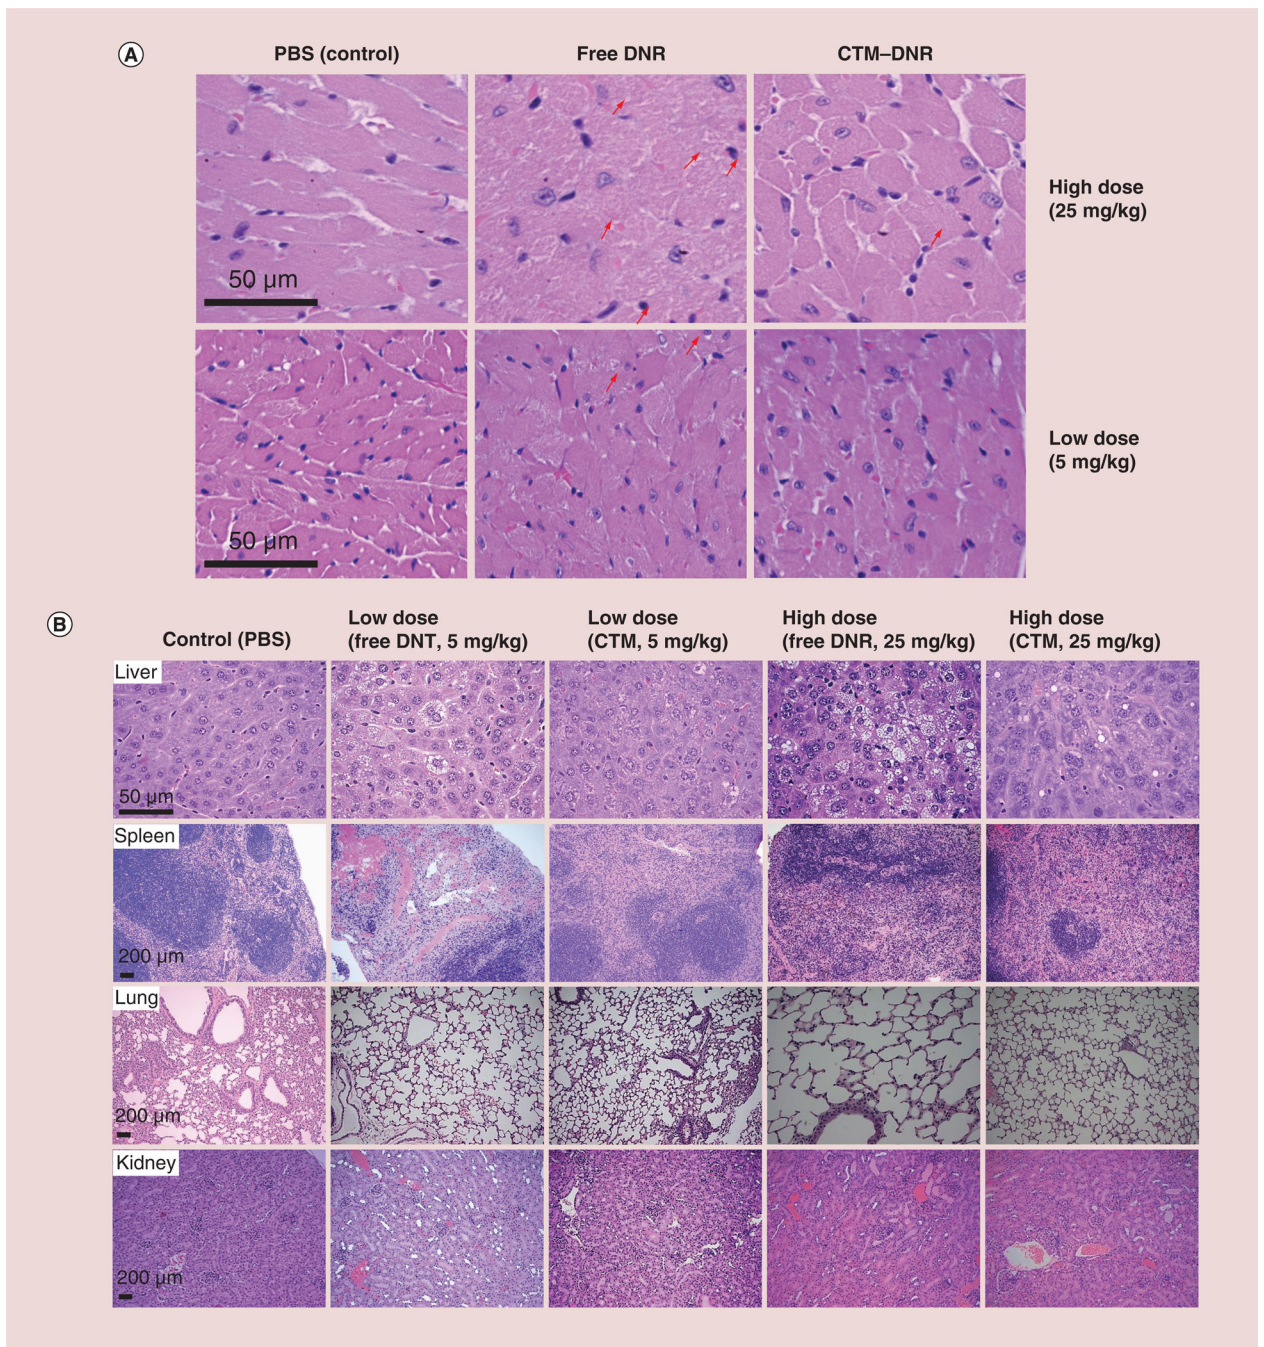 A
PBS (control)
Free DNR
CTM–DNR
High dose
(25 mg/kg)
50 µm
Low dose
(5 mg/kg)
50 µm
B
Control (PBS)
Low dose
(free DNT, 5 mg/kg)
Low dose
(CTM, 5 mg/kg)
High dose
(free DNR, 25 mg/kg)
High dose
(CTM, 25 mg/kg)
Liver
50 µm
Spleen
200 µm
Lung
200 µm
Kidney
200 µm